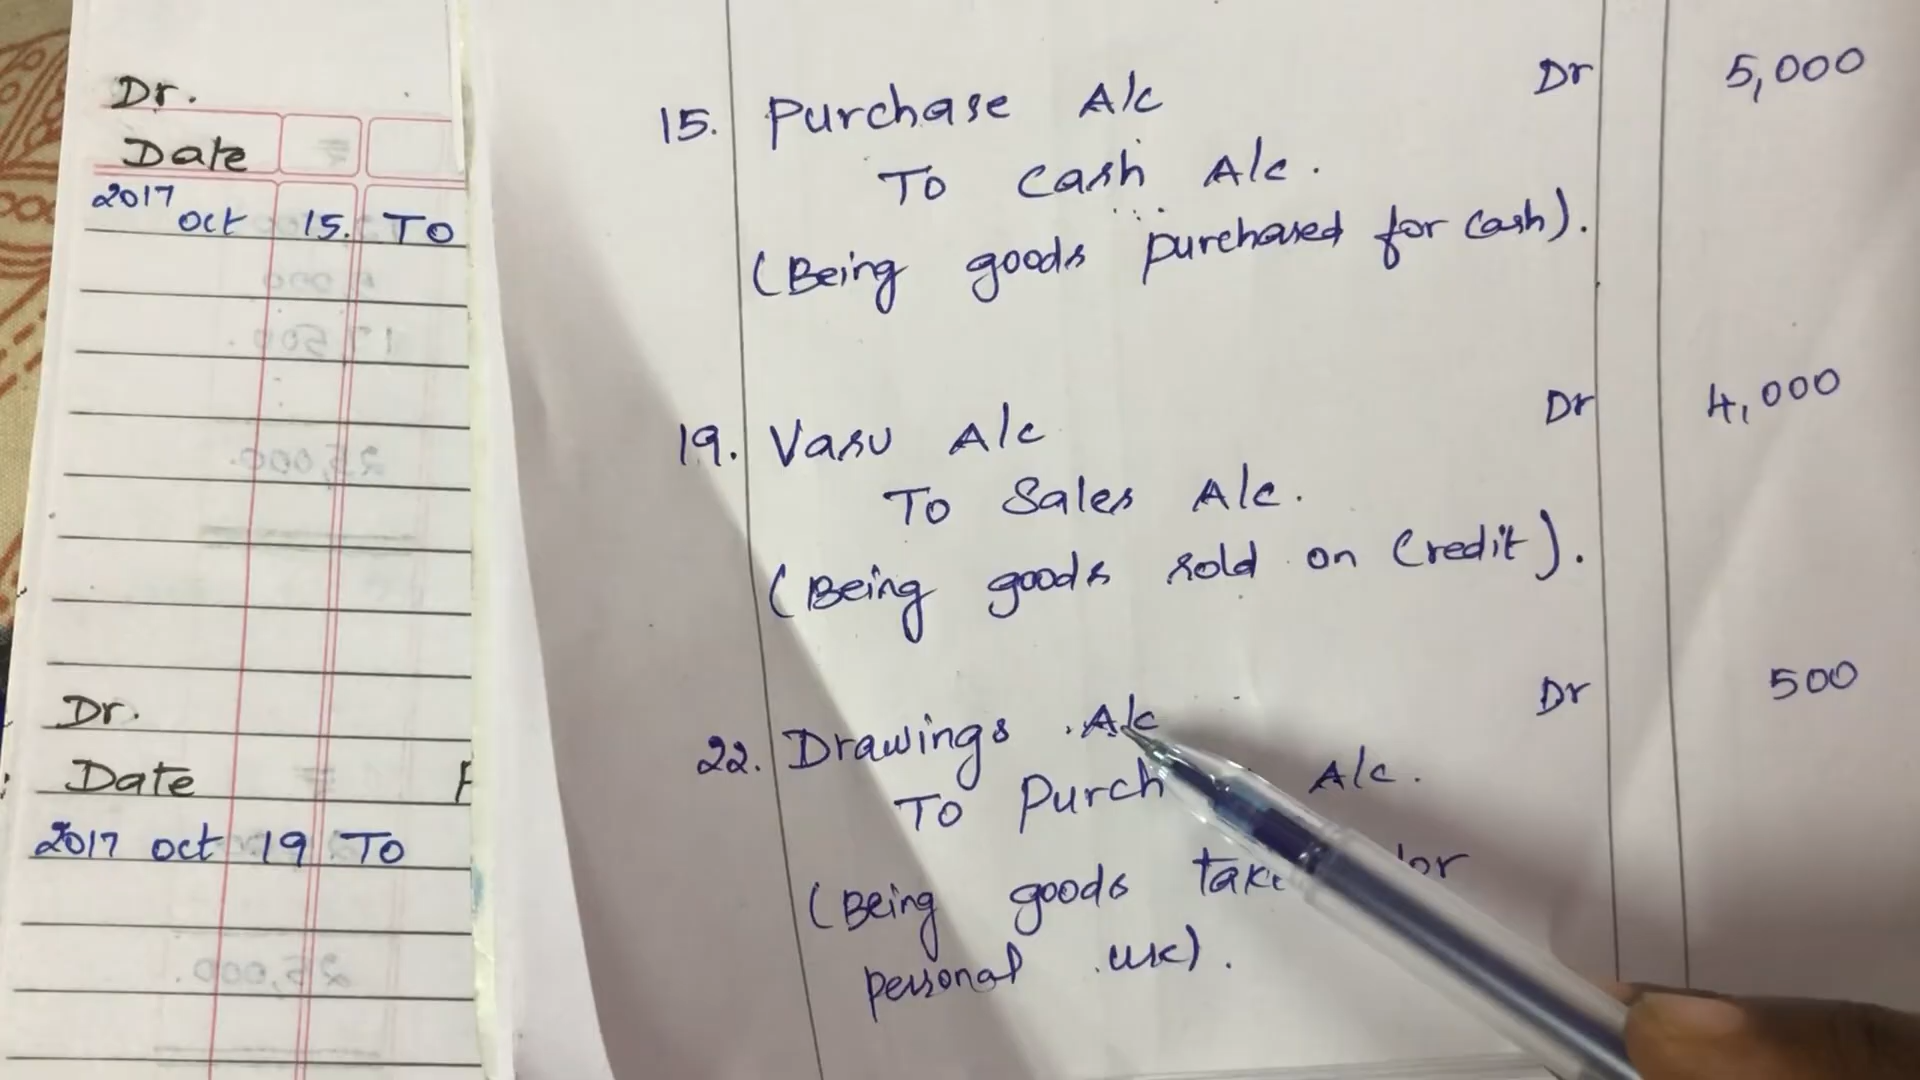 Dr.
Date
2017
oct 15. To
Dr.
Date
2017 oct 19 To
15. Purchase A/c Dr 5,000
To Cash A/c.
(Being goods purchased for cash).
19. Vasu A/c Dr 4,000
To Sales A/c.
(Being goods sold on Credit).
22. Drawings A/c Dr 500
To Purch A/c.
(Being goods
personal use).